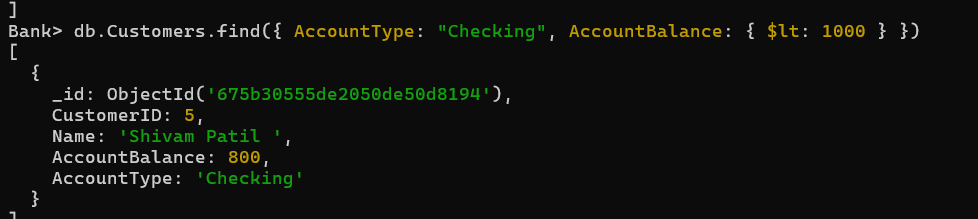 ]
Bank> db.Customers.find({ AccountType: "Checking", AccountBalance: { $lt: 1000 } })
[
  {
    _id: ObjectId('675b30555de2050de50d8194'),
    CustomerID: 5,
    Name: 'Shivam Patil ',
    AccountBalance: 800,
    AccountType: 'Checking'
  }
]